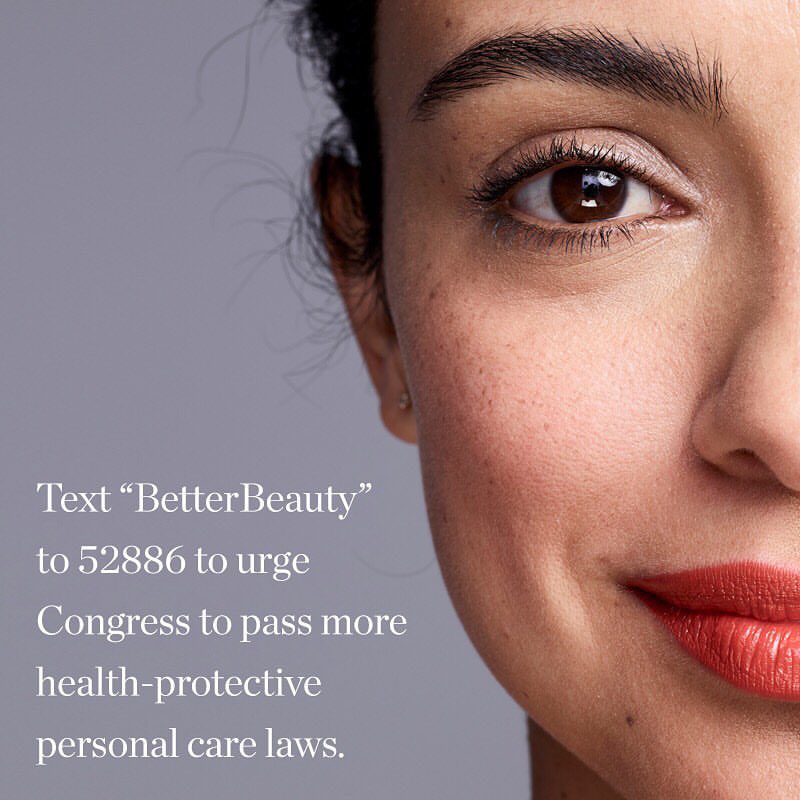 Text “BetterBeauty”
to 52886 to urge
Congress to pass more
health-protective
personal care laws.